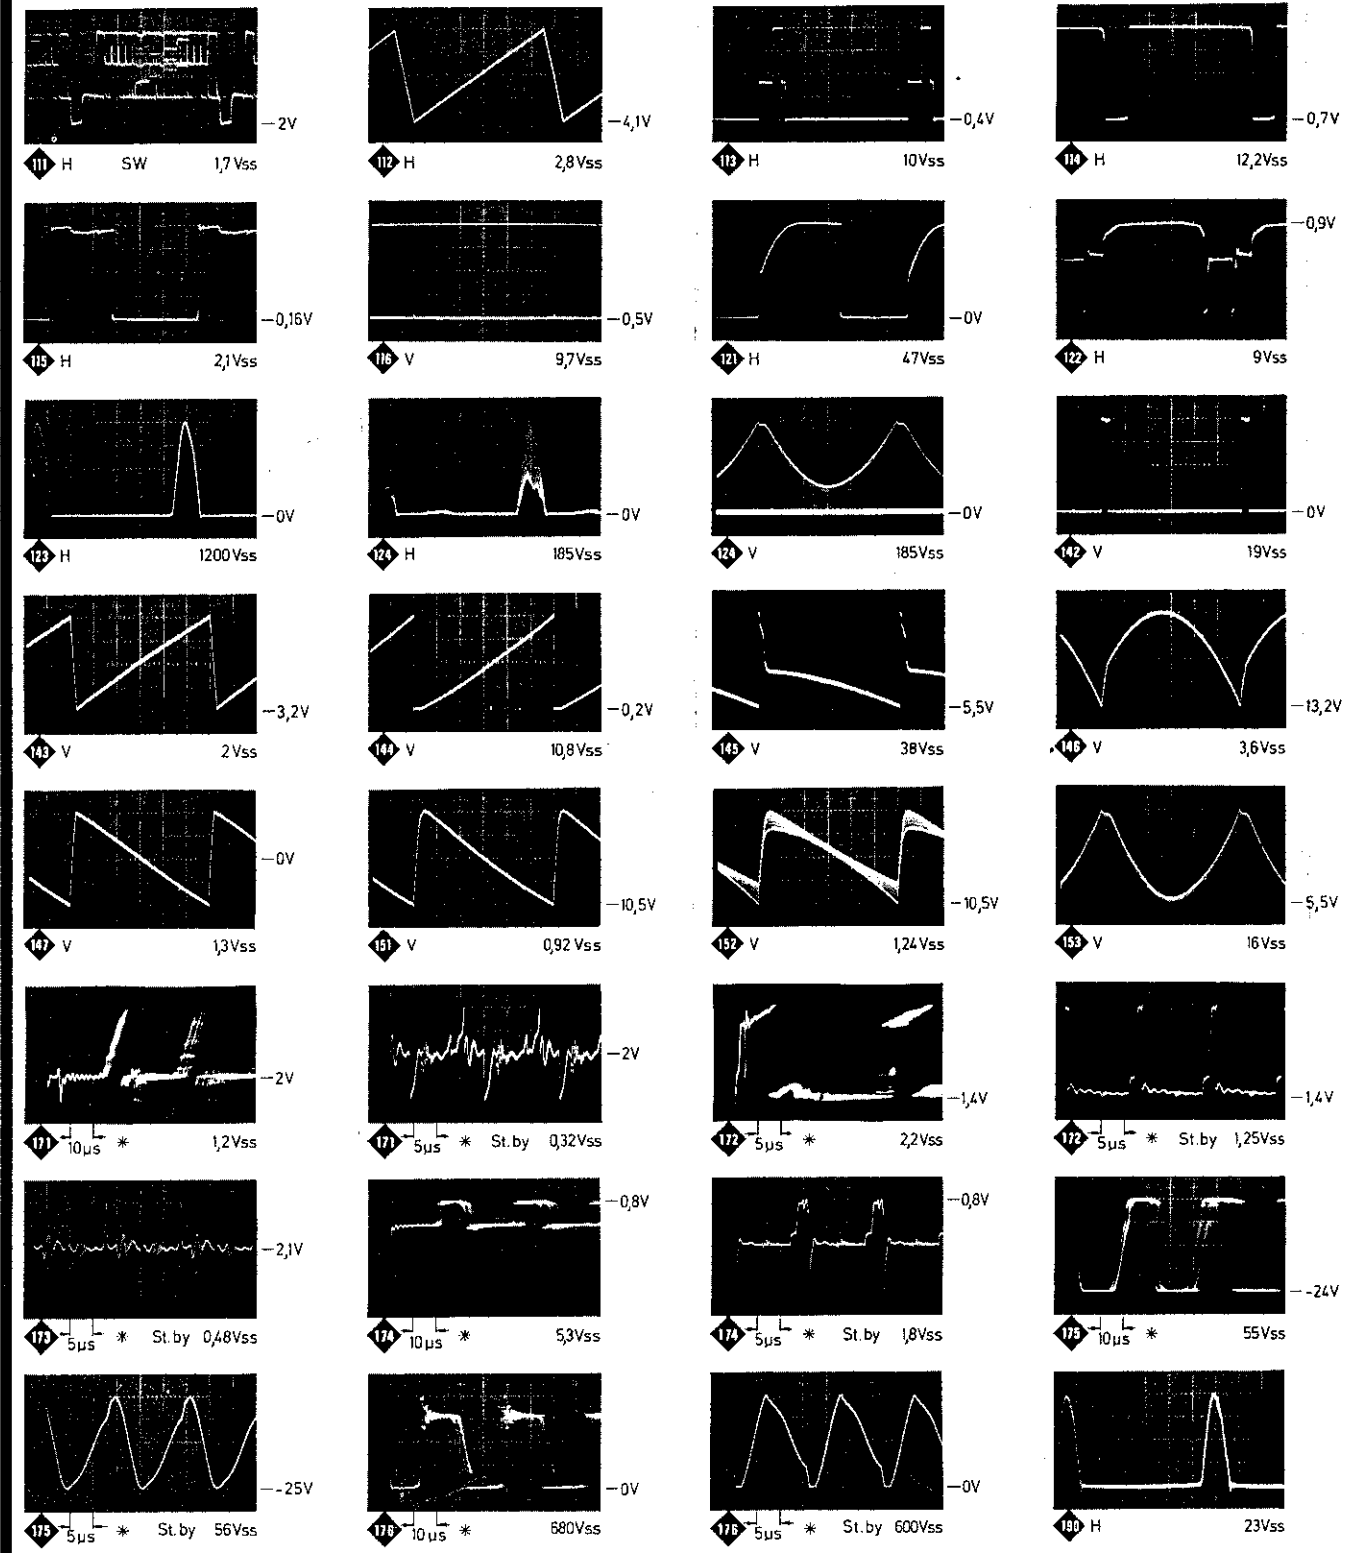 2V
111 H SW 1,7Vss
4,1V
112 H 2,8Vss
0,4V
113 H 10Vss
0,7V
114 H 12,2Vss
0,16V
115 H 2,1Vss
0,5V
116 V 9,7Vss
0V
121 H 47Vss
0,9V
122 H 9Vss
0V
123 H 1200Vss
0V
124 H 185Vss
0V
124 V 185Vss
0V
142 V 19Vss
3,2V
143 V 2Vss
0,2V
144 V 10,8Vss
5,5V
145 V 38Vss
13,2V
146 V 3,6Vss
0V
147 V 1,3Vss
10,5V
151 V 0,92Vss
10,5V
152 V 1,24Vss
5,5V
153 V 16Vss
2V
171 10µs * 1,2Vss
2V
171 5µs * St.by 0,32Vss
1,4V
172 5µs * 2,2Vss
1,4V
172 5µs * St.by 1,25Vss
2,1V
173 5µs * St.by 0,48Vss
0,8V
174 10µs * 5,3Vss
0,8V
174 5µs * St.by 1,8Vss
-24V
175 10µs * 55Vss
-25V
175 5µs * St.by 56Vss
0V
176 10µs * 680Vss
0V
176 5µs * St.by 600Vss
190 H 23Vss